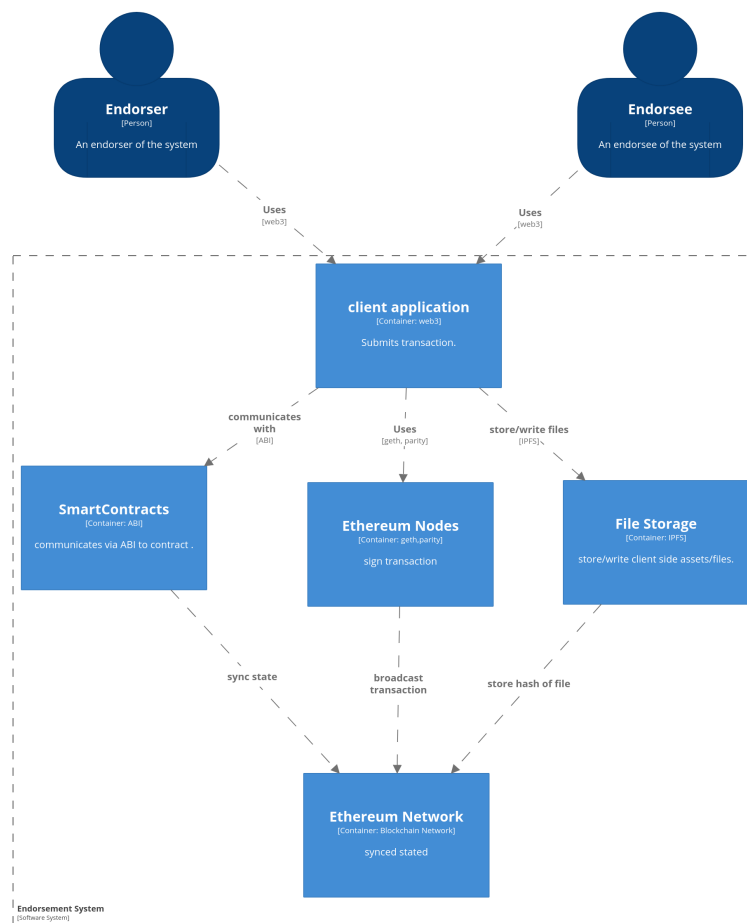 Endorser
[Person]
An endorser of the system
Endorsee
[Person]
An endorsee of the system
Uses
[web3]
Uses
[web3]
client application
[Container: web3]
Submits transaction.
communicates
with
[ABI]
Uses
[geth, parity]
store/write files
[IPFS]
SmartContracts
[Container: ABI]
communicates via ABI to contract .
Ethereum Nodes
[Container: geth,parity]
sign transaction
File Storage
[Container: IPFS]
store/write client side assets/files.
sync state
broadcast
transaction
store hash of file
Ethereum Network
[Container: Blockchain Network]
synced stated
Endorsement System
[Software System]